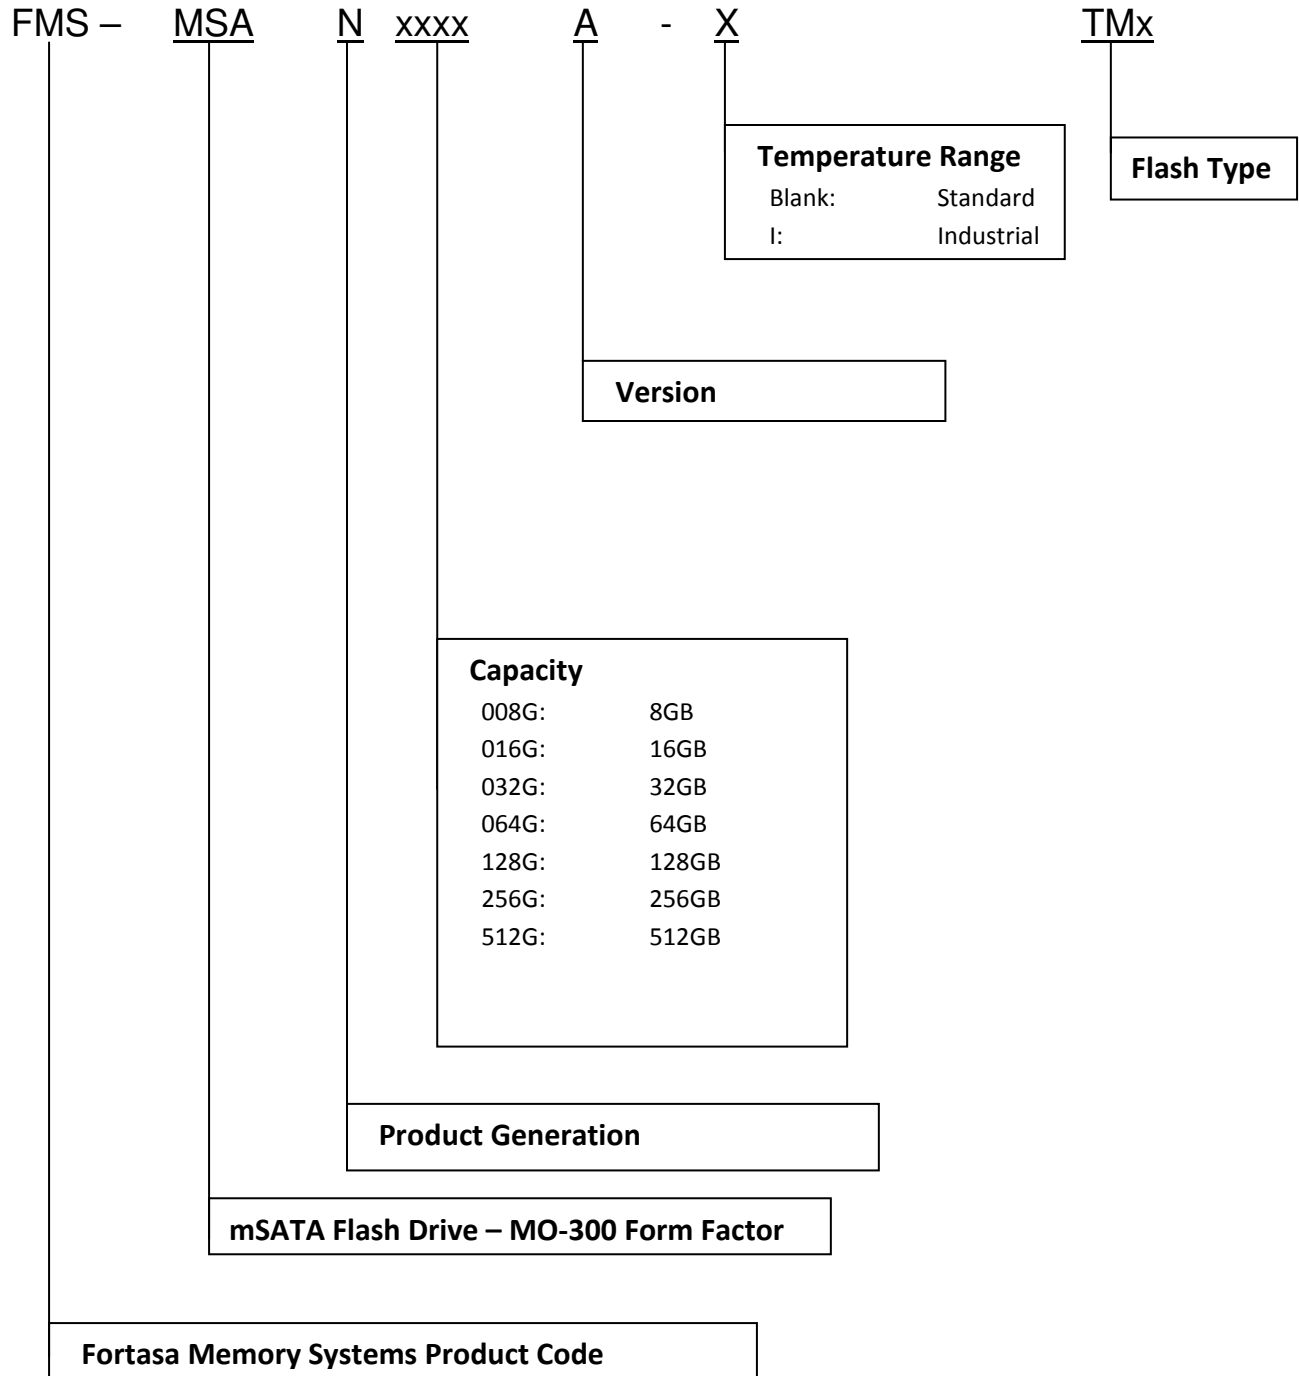 FMS – MSA N xxxx A - X TMx
Temperature Range
Blank: Standard
I: Industrial
Flash Type
Version
Capacity
008G: 8GB
016G: 16GB
032G: 32GB
064G: 64GB
128G: 128GB
256G: 256GB
512G: 512GB
Product Generation
mSATA Flash Drive – MO-300 Form Factor
Fortasa Memory Systems Product Code